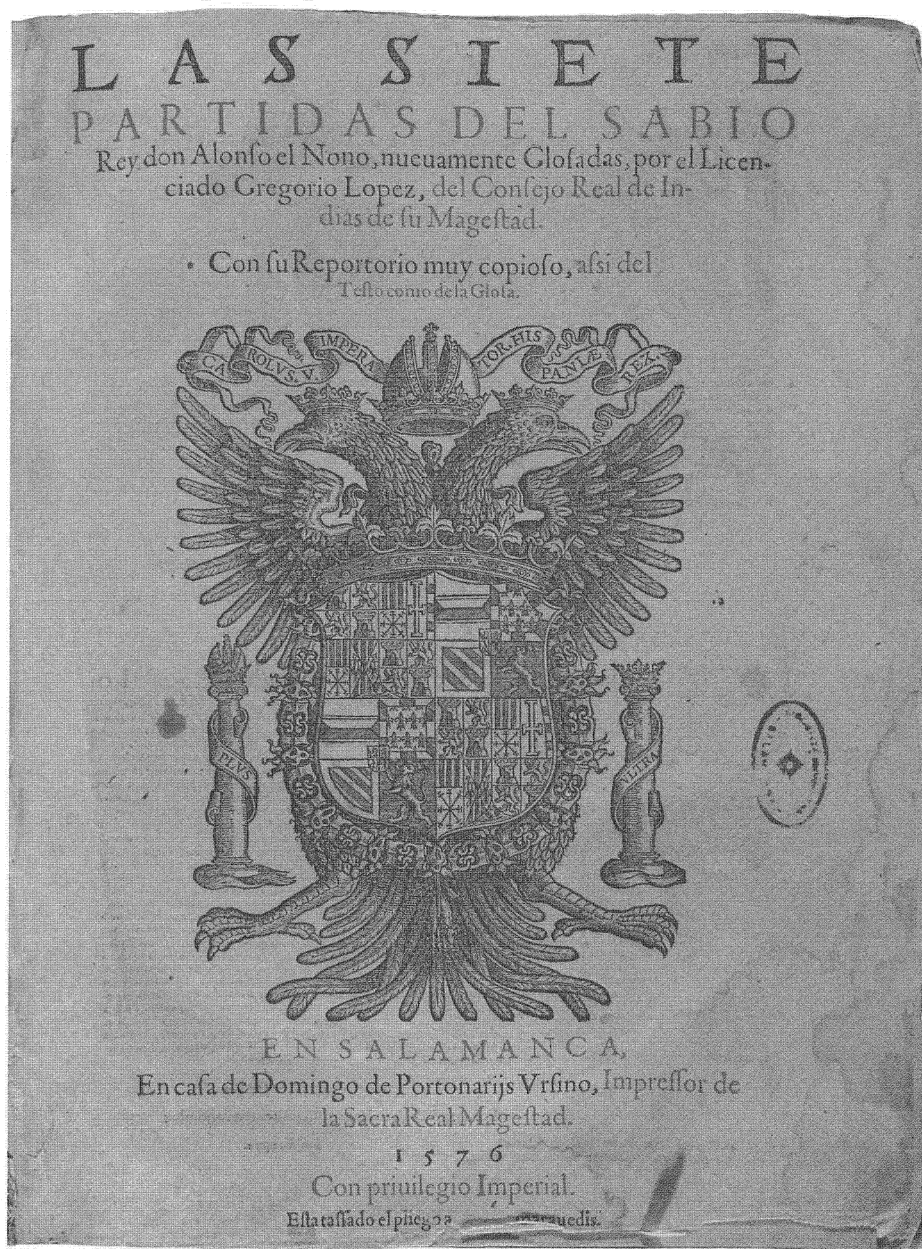 LAS SIETE
PARTIDAS DEL SABIO
Rey don Alonſo el Nono, nueuamente Gloſadas, por el Licen-
ciado Gregorio Lopez, del Conſejo Real de In-
dias de ſu Mageſtad.
Con ſu Reportorio muy copioſo, aſsi del
Teſto como de la Gloſa.
CAROLVS. V. IMPERATOR. HISPANIÆ REX.
PLVS VLTRA
EN SALAMANCA,
En caſa de Domingo de Portonarijs Vrſino, Impreſſor de
la Sacra Real Mageſtad.
1576
Con priuilegio Imperial.
Eſta taſſado el pliego a marauedis.